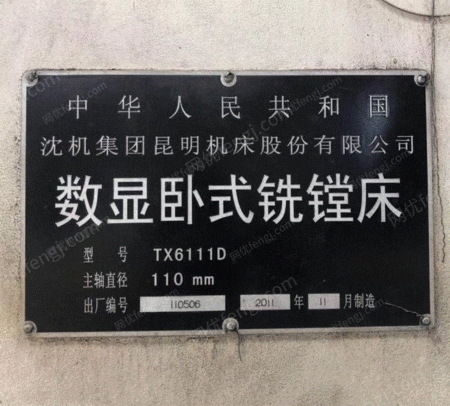 中华人民共和国
沈机集团昆明机床股份有限公司
数显卧式铣镗床
型 号 TX6111D
主轴直径 110 mm
出厂编号 110506 2011 年 11 月制造